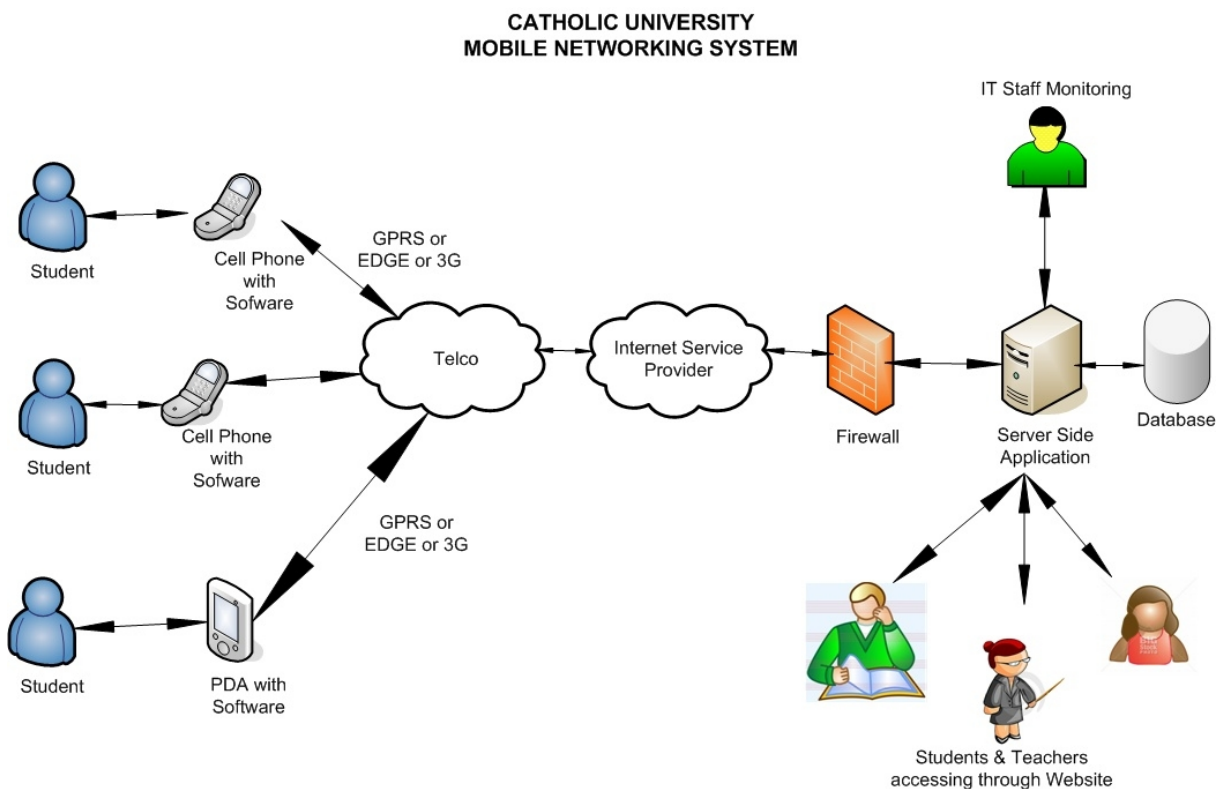 CATHOLIC UNIVERSITY
MOBILE NETWORKING SYSTEM
IT Staff Monitoring
Student
Cell Phone
with
Sofware
GPRS or
EDGE or 3G
Telco
Internet Service
Provider
Firewall
Server Side
Application
Database
Student
Cell Phone
with
Sofware
GPRS or
EDGE or 3G
Student
PDA with
Software
Students & Teachers
accessing through Website